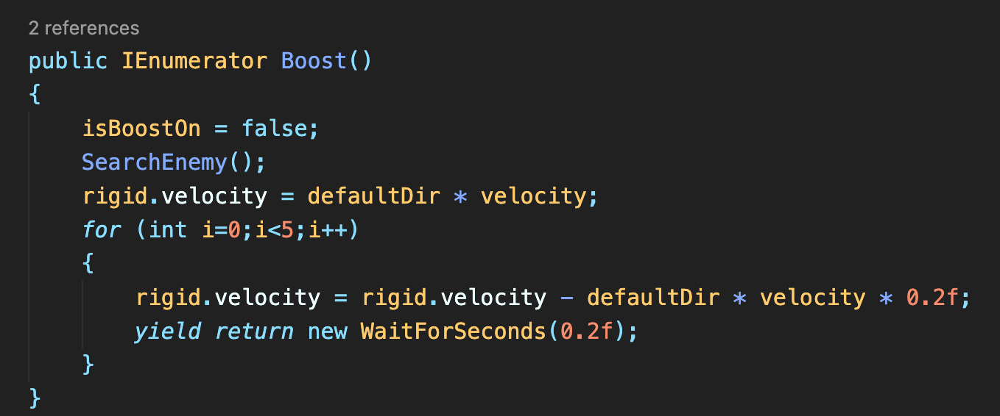 2 references
public IEnumerator Boost()
{
    isBoostOn = false;
    SearchEnemy();
    rigid.velocity = defaultDir * velocity;
    for (int i=0;i<5;i++)
    {
        rigid.velocity = rigid.velocity - defaultDir * velocity * 0.2f;
        yield return new WaitForSeconds(0.2f);
    }
}